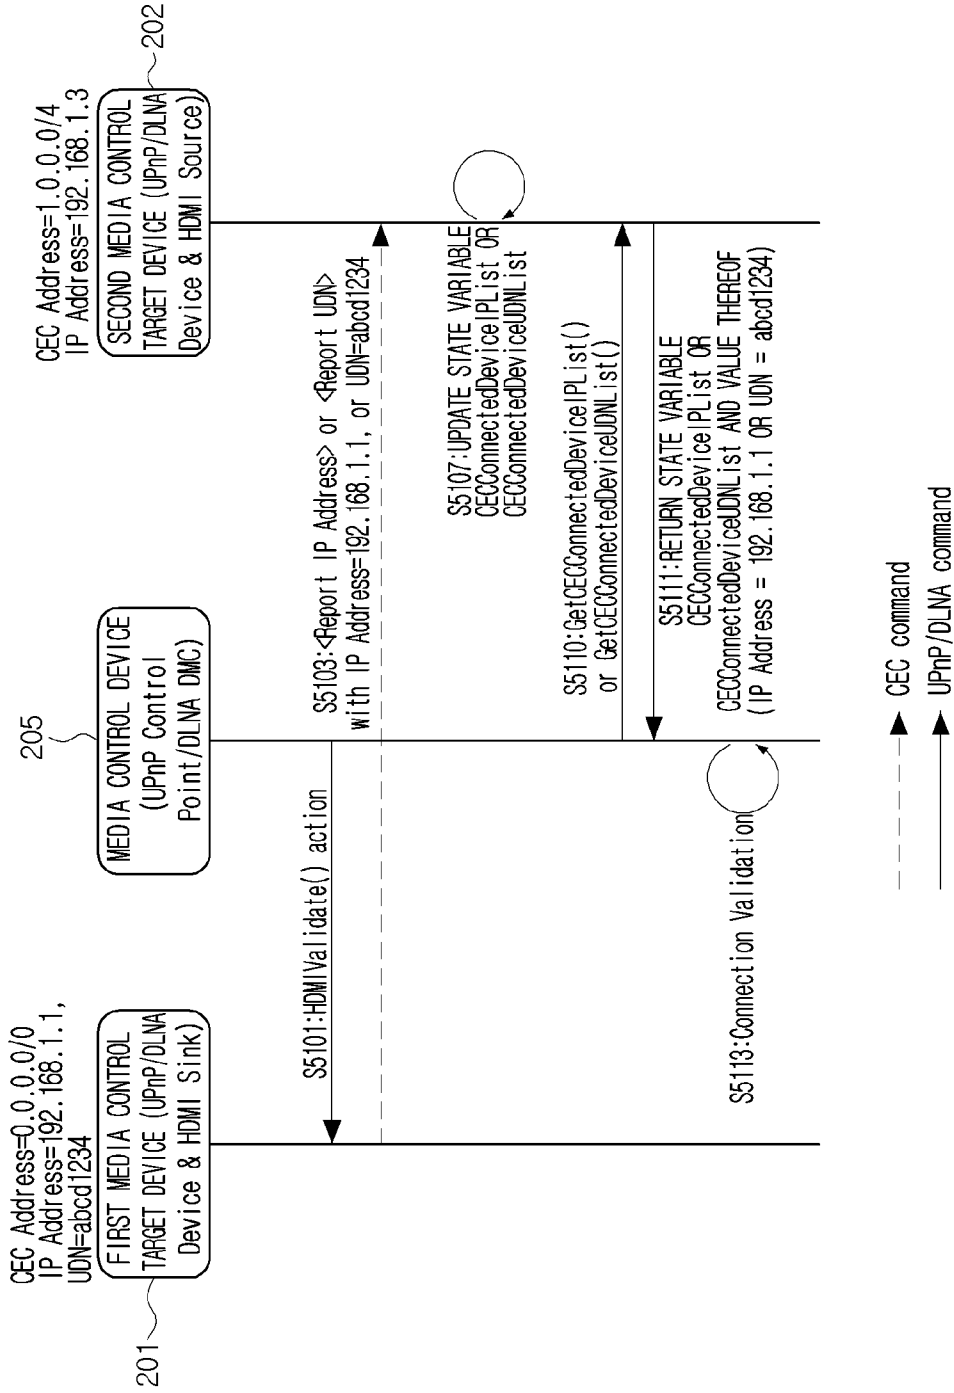 CEC Address=0.0.0.0/0
IP Address=192.168.1.1,
UDN=abcd1234
201
FIRST MEDIA CONTROL
TARGET DEVICE (UPnP/DLNA
Device & HDMI Sink)
205
MEDIA CONTROL DEVICE
(UPnP Control
Point/DLNA DMC)
CEC Address=1.0.0.0/4
IP Address=192.168.1.3
202
SECOND MEDIA CONTROL
TARGET DEVICE (UPnP/DLNA
Device & HDMI Source)
S5101:HDMIValidate() action
S5103:<Report IP Address> or <Report UDN>
with IP Address=192.168.1.1, or UDN=abcd1234
S5107:UPDATE STATE VARIABLE
CECConnectedDeviceIPList OR
CECConnectedDeviceUDNList
S5110:GetCECConnectedDeviceIPList()
or GetCECConnectedDeviceUDNList()
S5111:RETURN STATE VARIABLE
CECConnectedDeviceIPList OR
CECConnectedDeviceUDNList AND VALUE THEREOF
(IP Address = 192.168.1.1 OR UDN = abcd1234)
S5113:Connection Validation
CEC command
UPnP/DLNA command